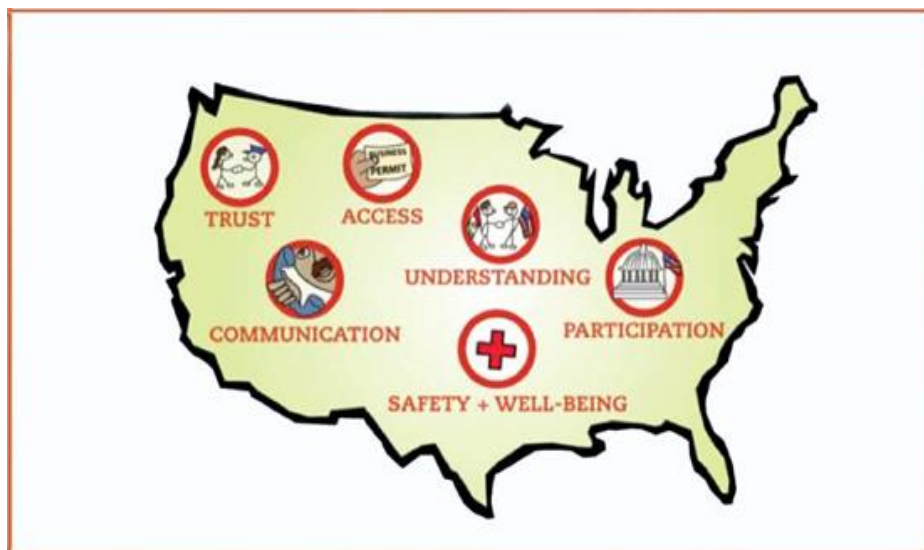 BUSINESS
PERMIT
TRUST
ACCESS
UNDERSTANDING
COMMUNICATION
PARTICIPATION
SAFETY + WELL-BEING